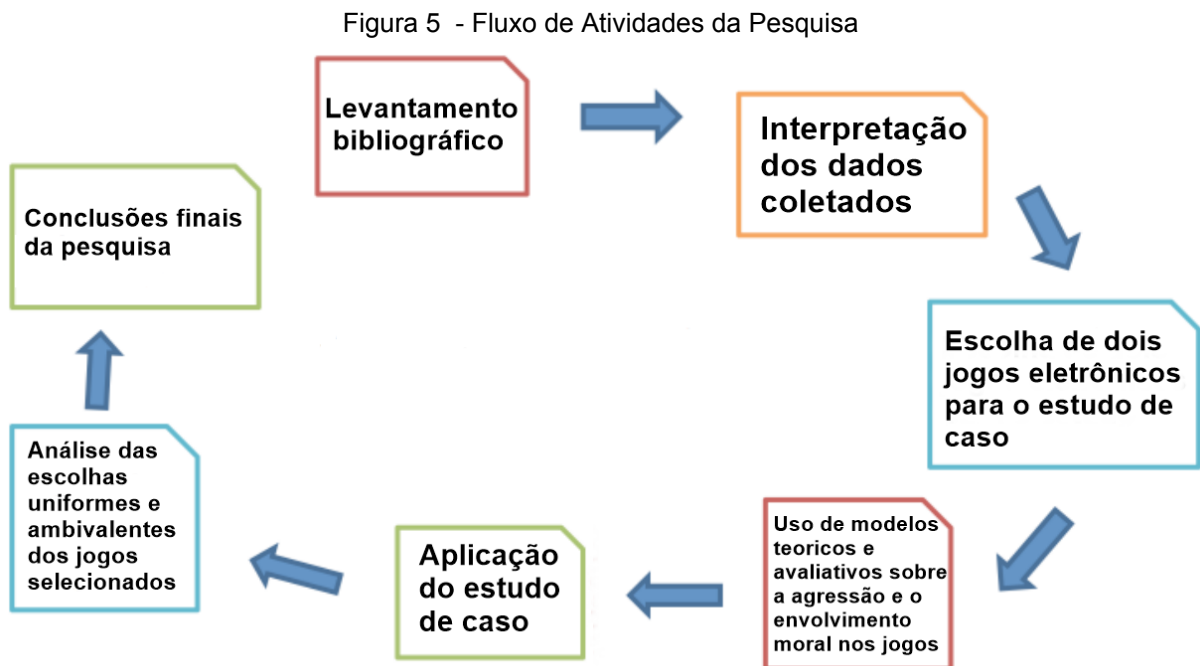 Figura 5 - Fluxo de Atividades da Pesquisa
Levantamento
bibliográfico
Interpretação
dos dados
coletados
Escolha de dois
jogos eletrônicos
para o estudo de
caso
Uso de modelos
teoricos e
avaliativos sobre
a agressão e o
envolvimento
moral nos jogos
Aplicação
do estudo
de caso
Análise das
escolhas
uniformes e
ambivalentes
dos jogos
selecionados
Conclusões finais
da pesquisa